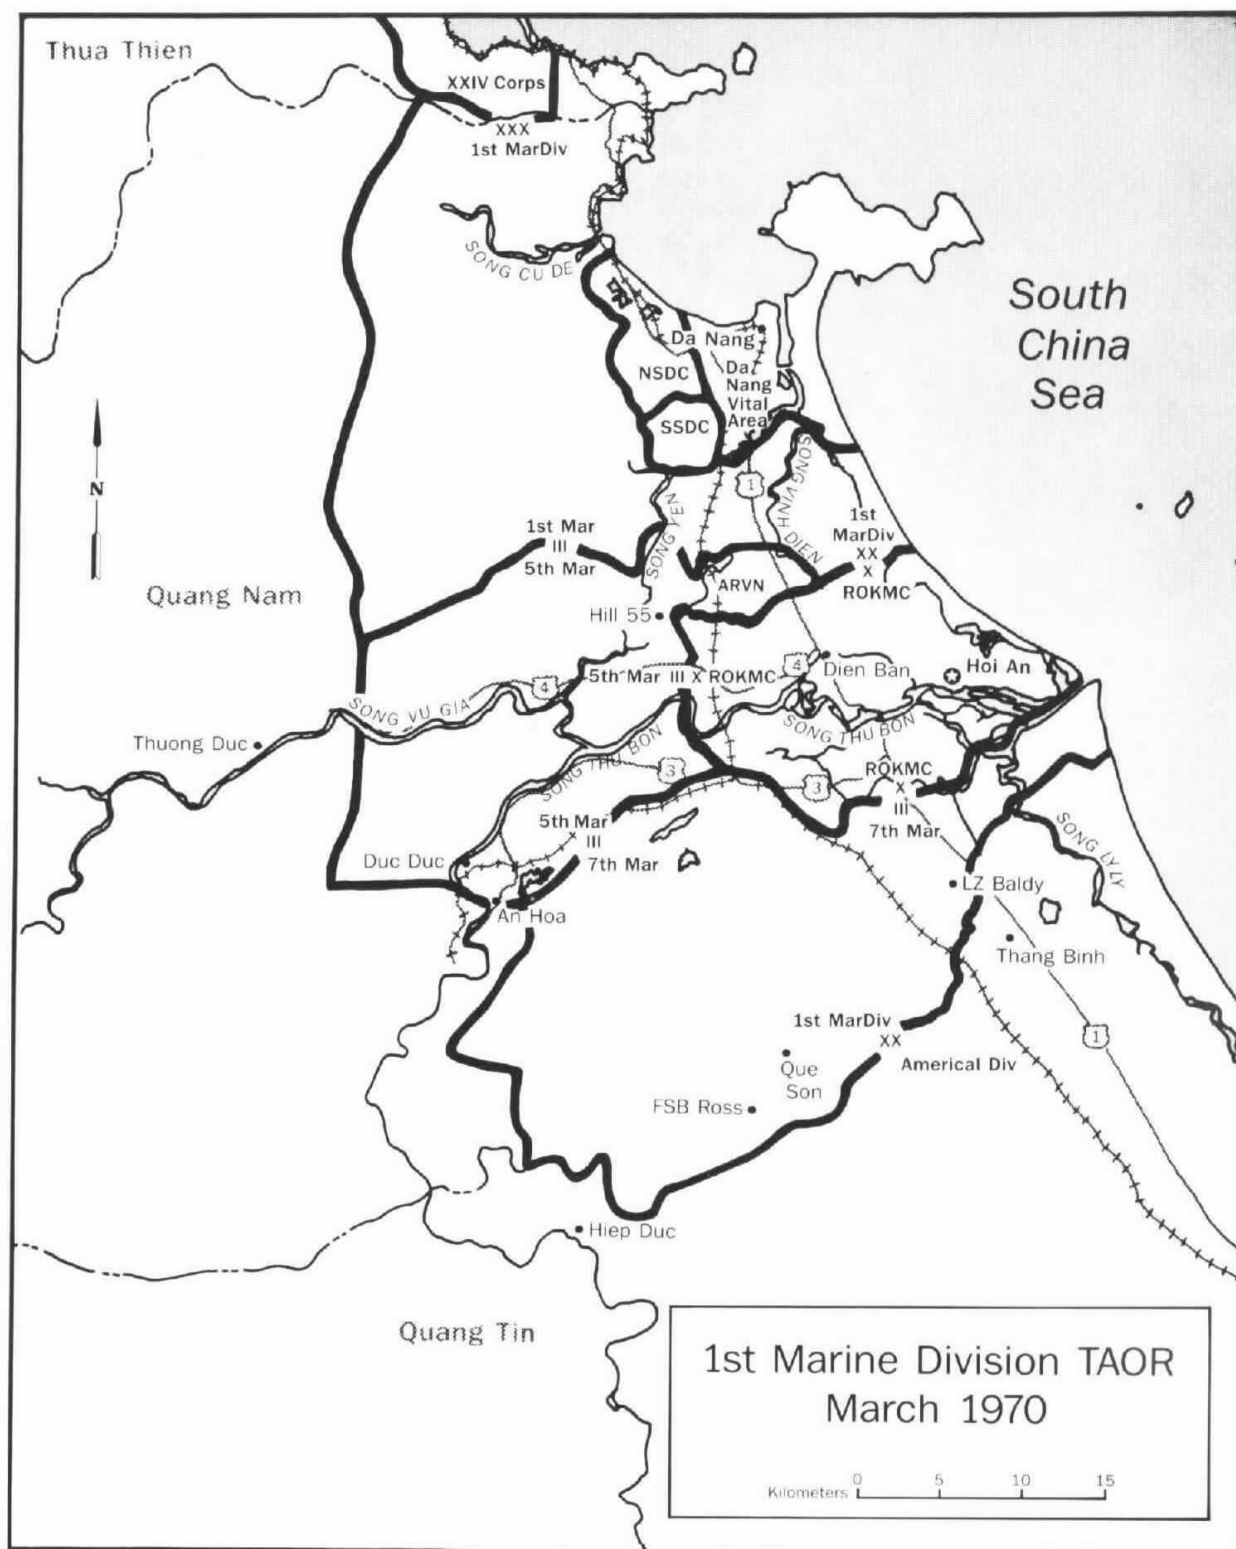 Thua Thien
XXIV Corps
XXX
1st MarDiv
SONG CU DE
South
China
Sea
Da Nang
NSDC
Da
Nang
Vital
Area
SSDC
N
1
SONG VINH DIEN
SONG YEN
1st Mar
III
5th Mar
1st
MarDiv
XX
X
ROKMC
ARVN
Quang Nam
Hill 55
5th Mar III X ROKMC
4
Dien Ban
Hoi An
4
SONG VU GIA
SONG THU BON
Thuong Duc
SONG THU BON
3
3
ROKMC
X
III
7th Mar
5th Mar
III
7th Mar
SONG LY LY
Duc Duc
An Hoa
LZ Baldy
Thang Binh
1st MarDiv
XX
Americal Div
1
Que
Son
FSB Ross
Hiep Duc
Quang Tin
1st Marine Division TAOR
March 1970
0 5 10 15
Kilometers